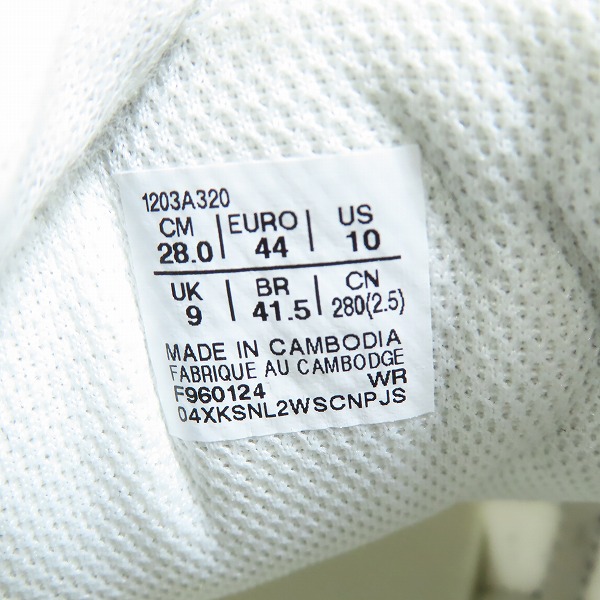 1203A320
CM | EURO | US
28.0 | 44 | 10
UK | BR | CN
9 | 41.5 | 280(2.5)
MADE IN CAMBODIA
FABRIQUE AU CAMBODGE
F960124 WR
04XKSNL2WSCNPJS